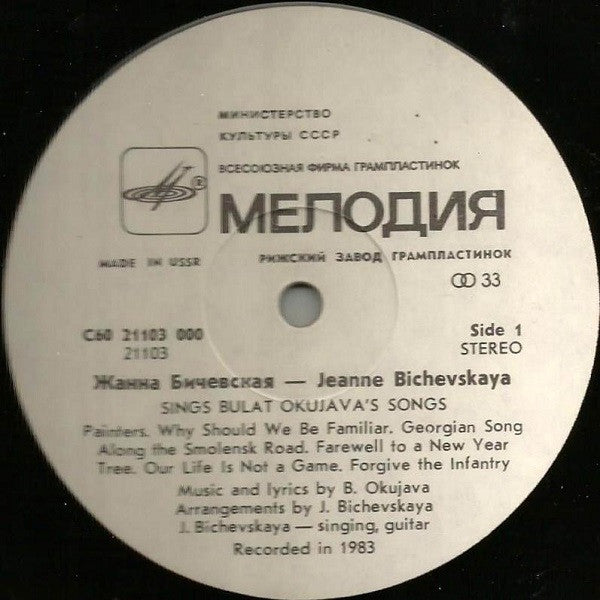 МИНИСТЕРСТВО
КУЛЬТУРЫ СССР
ВСЕСОЮЗНАЯ ФИРМА ГРАМПЛАСТИНОК
®
МЕЛОДИЯ
MADE IN USSR
РИЖСКИЙ ЗАВОД ГРАМПЛАСТИНОК
33
С60 21103 000
21103
Side 1
STEREO
Жанна Бичевская — Jeanne Bichevskaya
SINGS BULAT OKUJAVA'S SONGS
Painters. Why Should We Be Familiar. Georgian Song
Along the Smolensk Road. Farewell to a New Year
Tree. Our Life Is Not a Game. Forgive the Infantry
Music and lyrics by B. Okujava
Arrangements by J. Bichevskaya
J. Bichevskaya — singing, guitar
Recorded in 1983